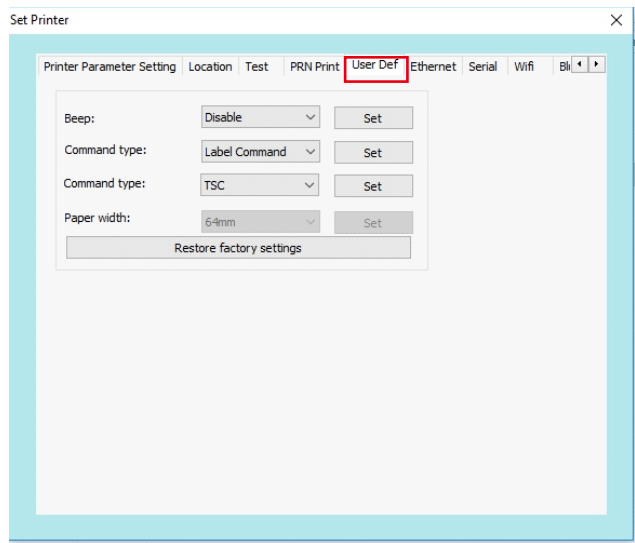 Set Printer
Printer Parameter Setting Location Test PRN Print User Def Ethernet Serial Wifi
Beep: Disable Set
Command type: Label Command Set
Command type: TSC Set
Paper width: 64mm Set
Restore factory settings